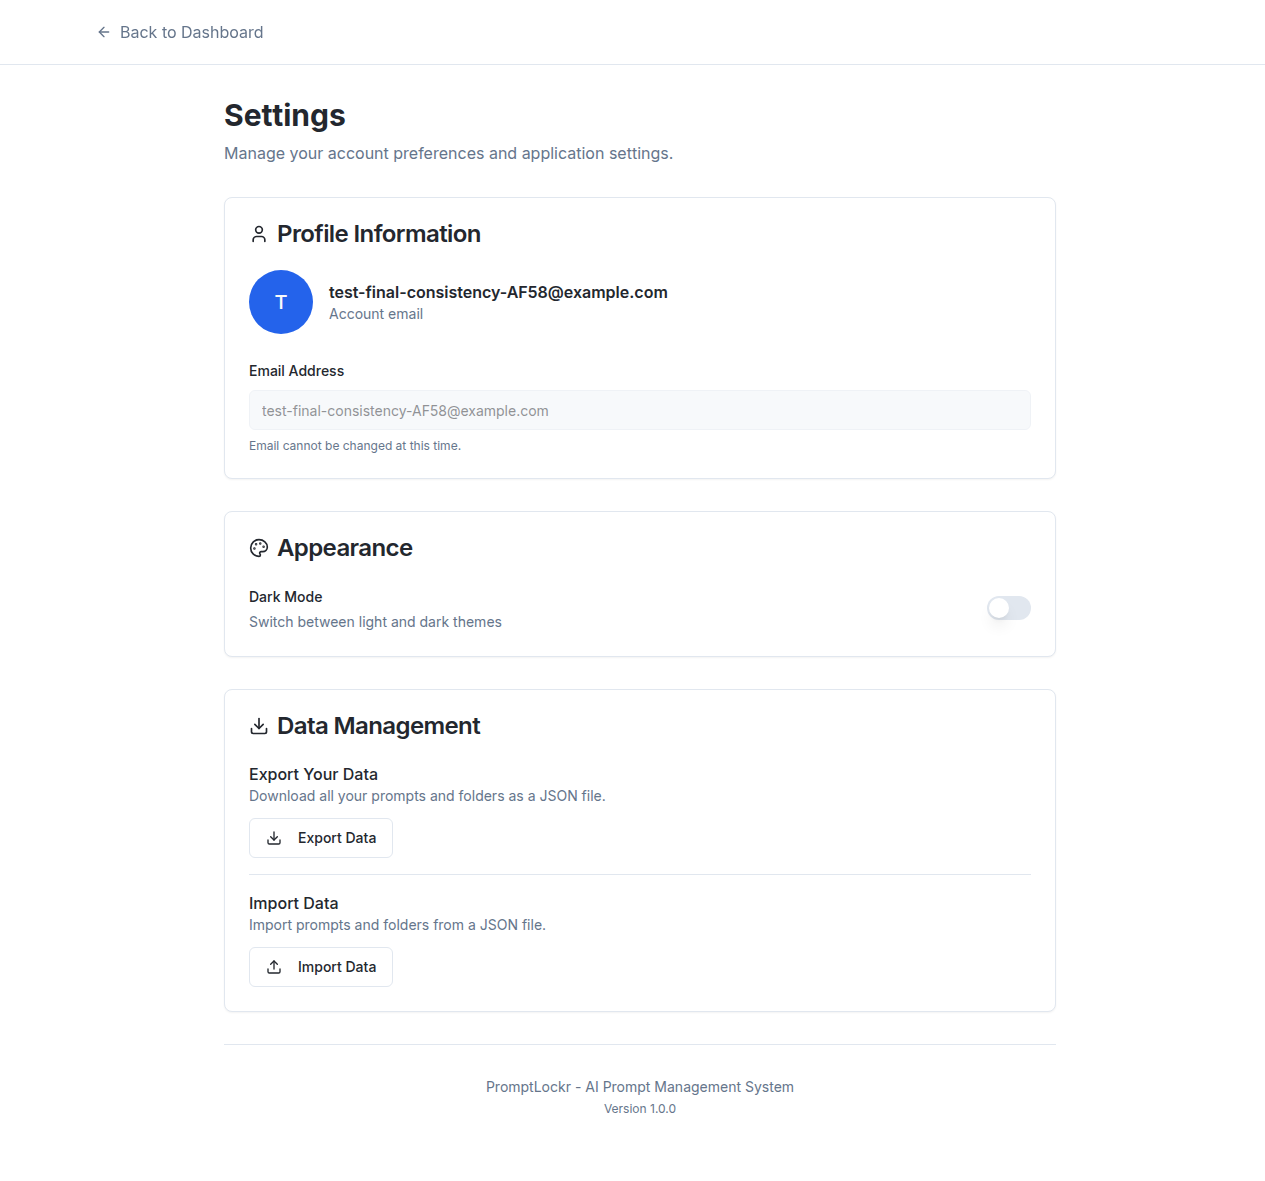 Back to Dashboard
Settings
Manage your account preferences and application settings.
Profile Information
T
test-final-consistency-AF58@example.com
Account email
Email Address
test-final-consistency-AF58@example.com
Email cannot be changed at this time.
Appearance
Dark Mode
Switch between light and dark themes
Data Management
Export Your Data
Download all your prompts and folders as a JSON file.
Export Data
Import Data
Import prompts and folders from a JSON file.
Import Data
PromptLockr - AI Prompt Management System
Version 1.0.0